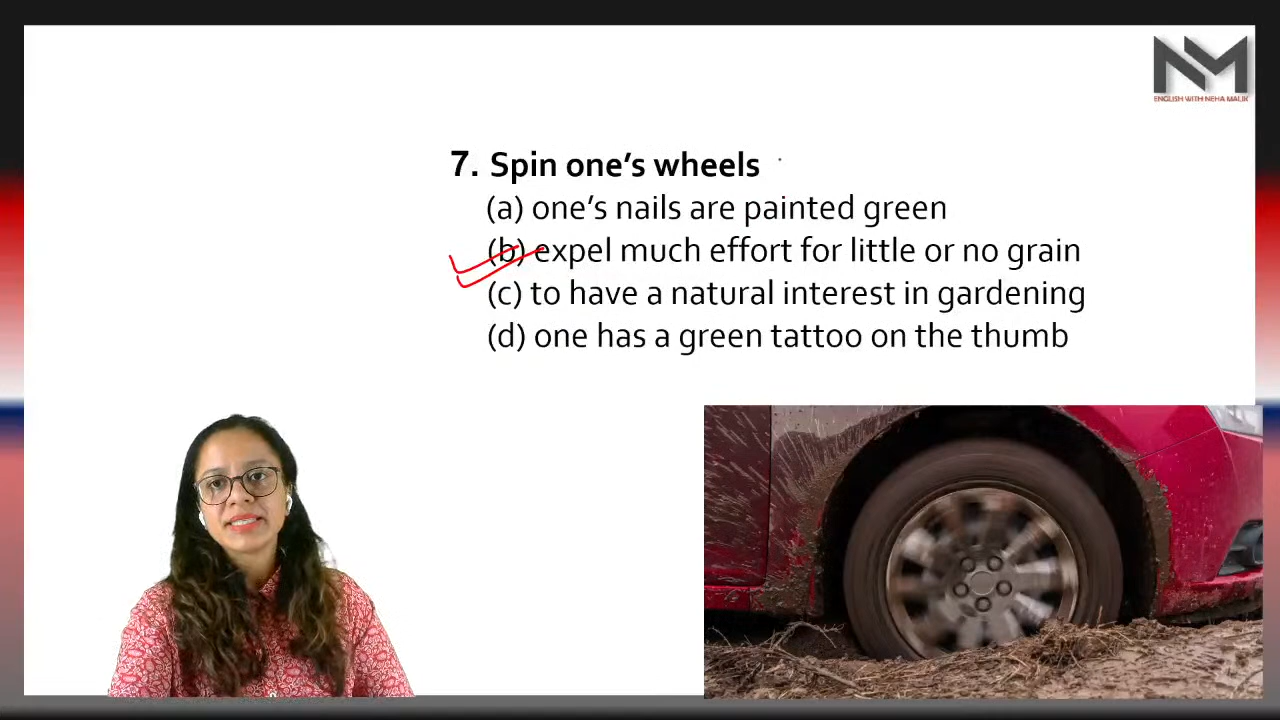 NM
ENGLISH WITH NEHA MALIK
7. Spin one’s wheels
(a) one’s nails are painted green
(b) expel much effort for little or no grain
(c) to have a natural interest in gardening
(d) one has a green tattoo on the thumb